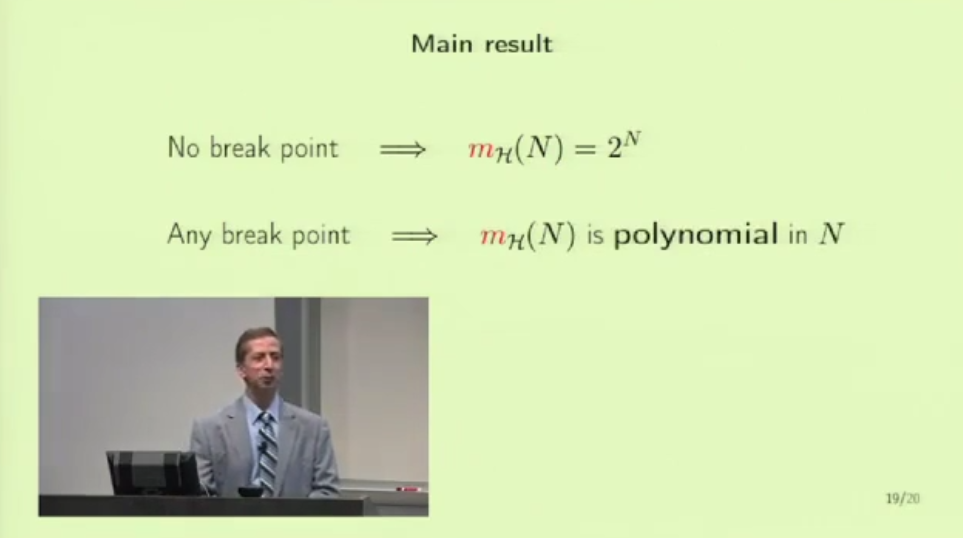 Main result
No break point ⟹ m_ℋ(N) = 2^N
Any break point ⟹ m_ℋ(N) is polynomial in N
19/20